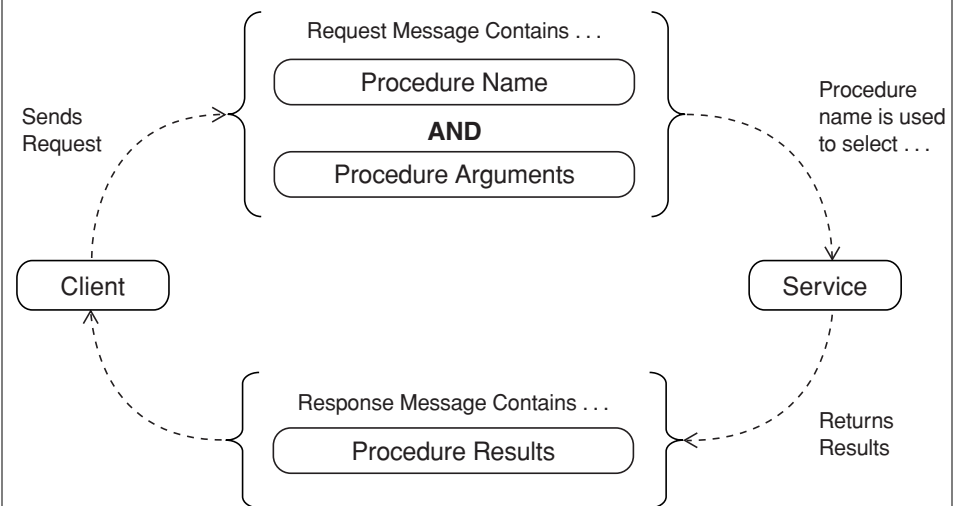 Request Message Contains . . .
Procedure Name
AND
Procedure Arguments
Sends
Request
Procedure
name is used
to select . . .
Client
Service
Response Message Contains . . .
Procedure Results
Returns
Results